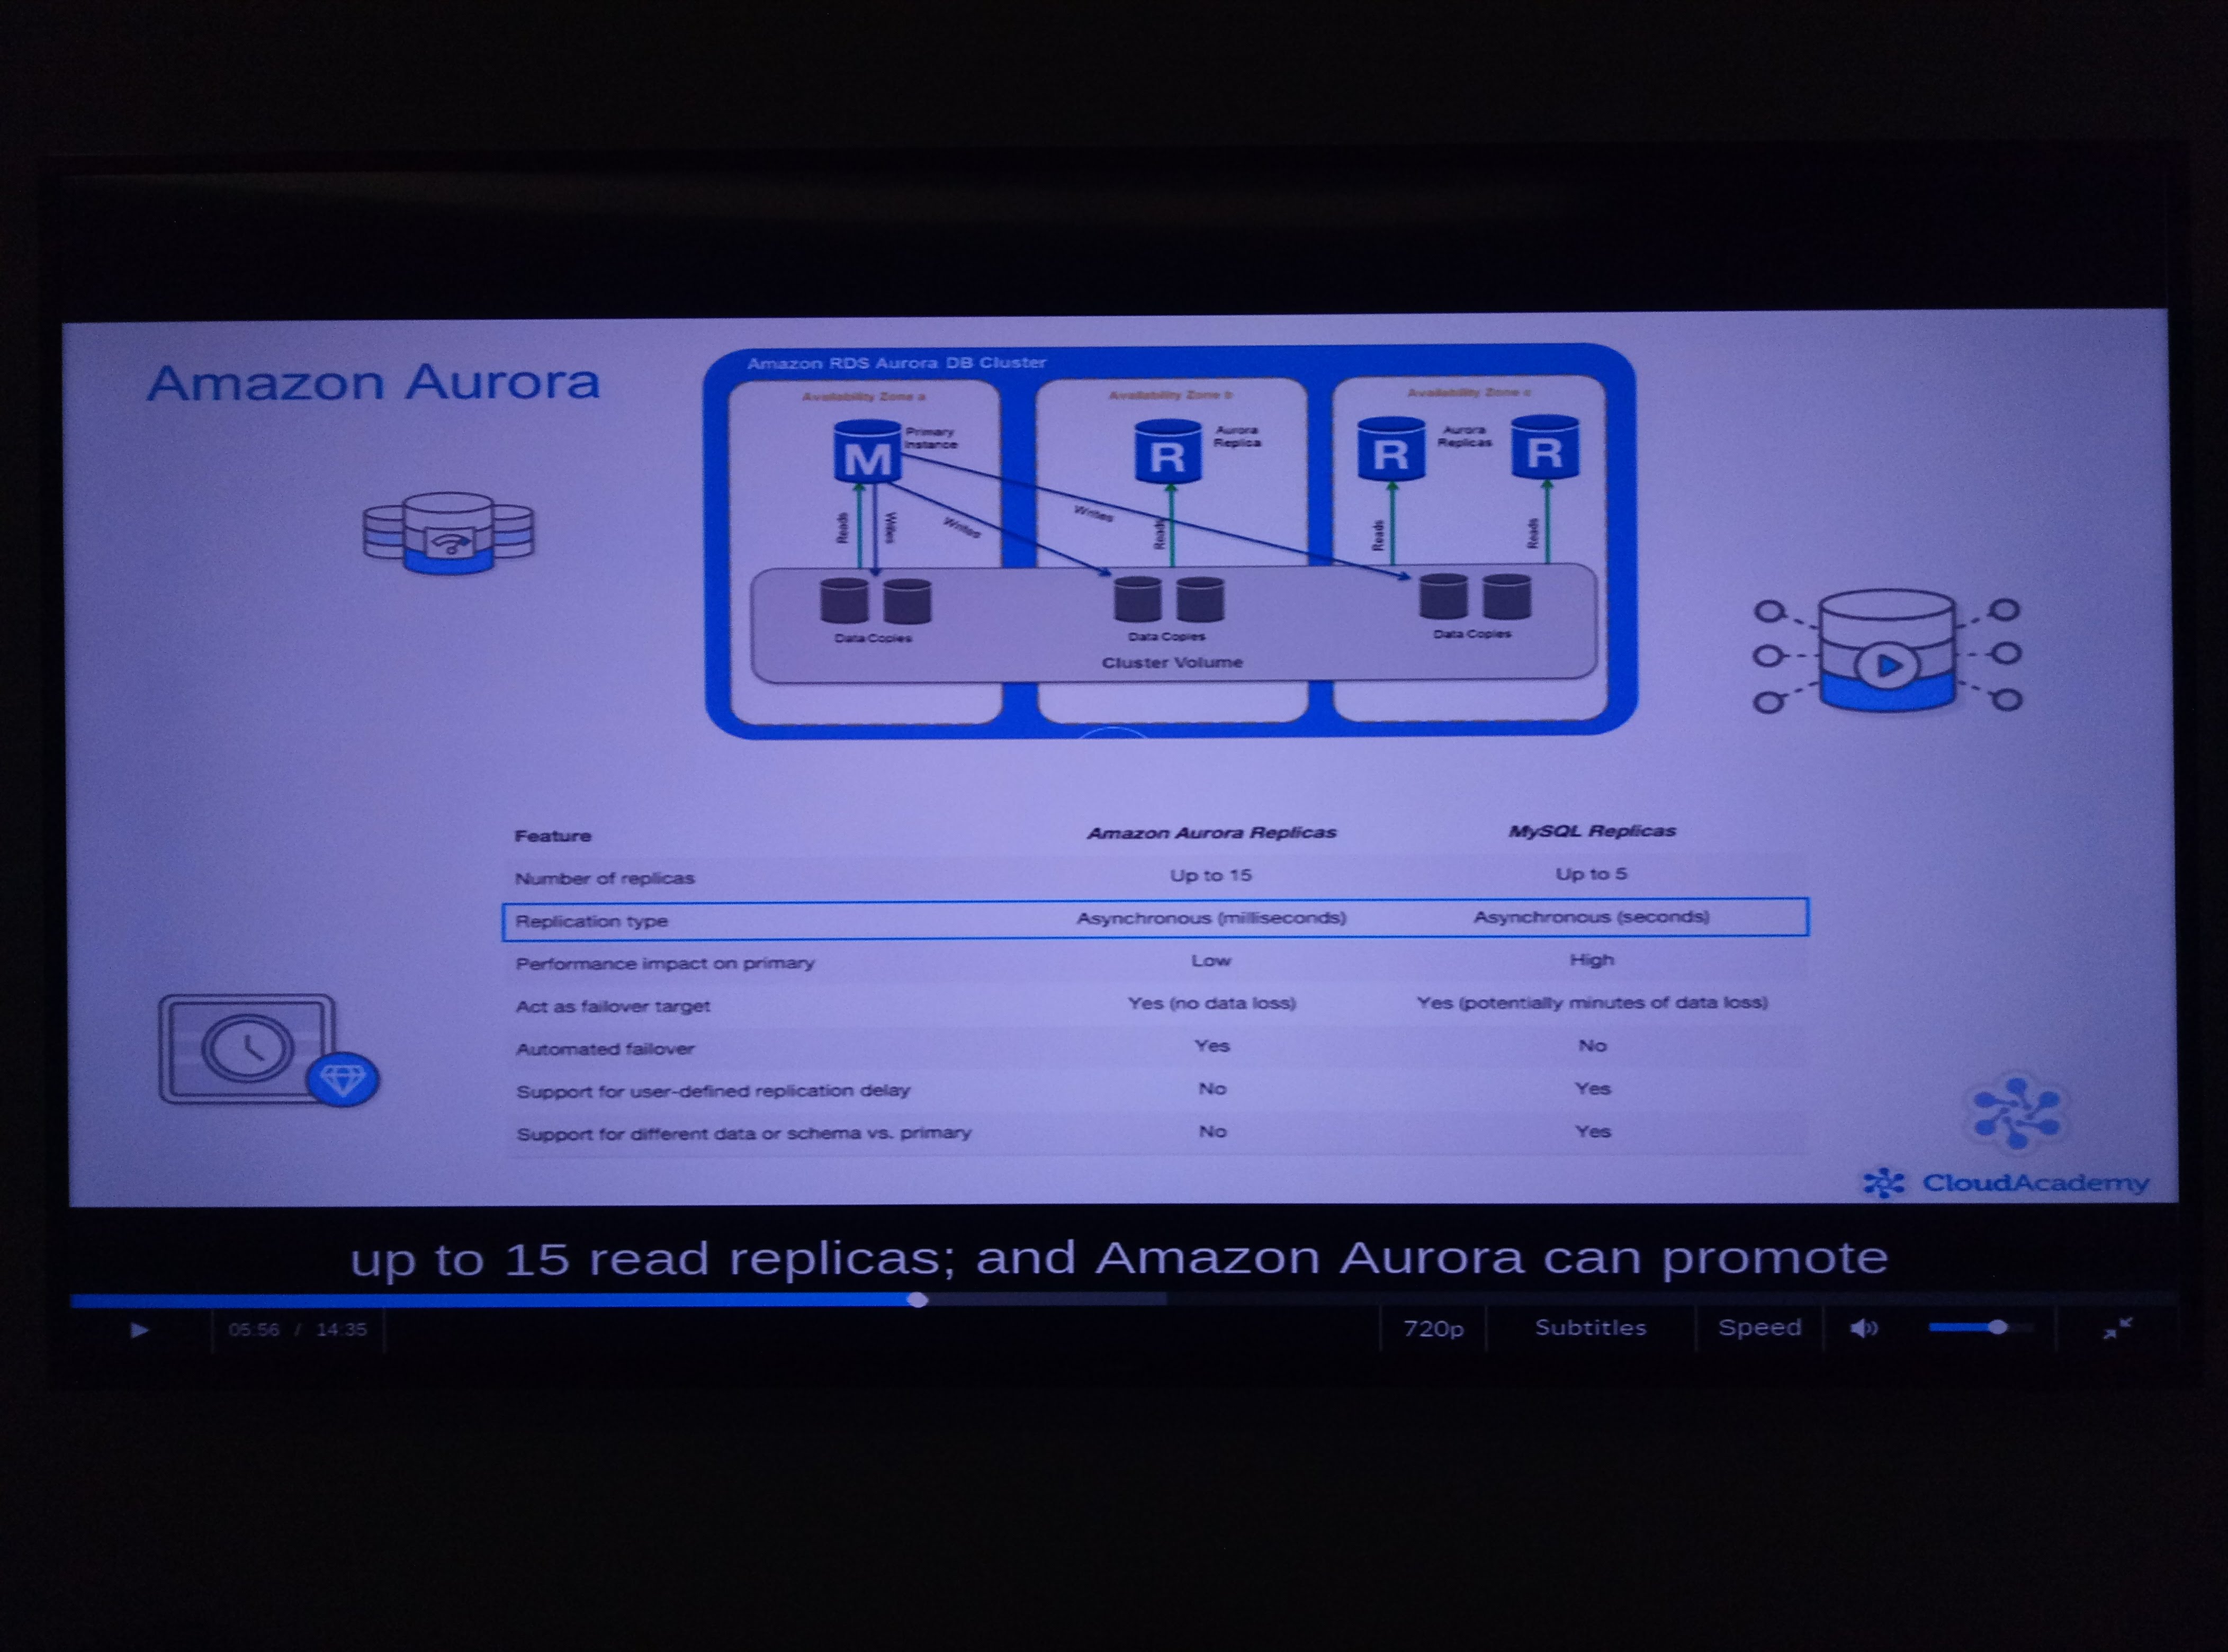 Amazon Aurora
Amazon RDS Aurora DB Cluster
Availability Zone a
Availability Zone b
Availability Zone c
M
Primary
Instance
R
Aurora
Replica
R
Aurora
Replicas
R
Reads
Writes
Writes
Writes
Reads
Reads
Reads
Data Copies
Data Copies
Data Copies
Cluster Volume
Feature Amazon Aurora Replicas MySQL Replicas
Number of replicas Up to 15 Up to 5
Replication type Asynchronous (milliseconds) Asynchronous (seconds)
Performance impact on primary Low High
Act as failover target Yes (no data loss) Yes (potentially minutes of data loss)
Automated failover Yes No
Support for user-defined replication delay No Yes
Support for different data or schema vs. primary No Yes
CloudAcademy
up to 15 read replicas; and Amazon Aurora can promote
05:56 / 14:35 720p Subtitles Speed